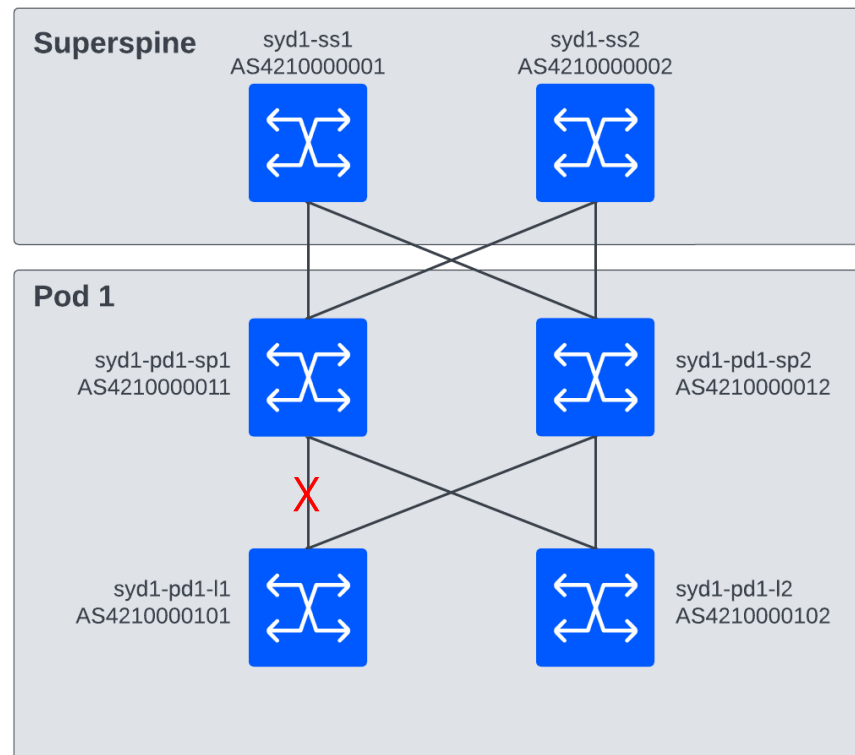 Superspine
syd1-ss1
AS4210000001
syd1-ss2
AS4210000002
Pod 1
syd1-pd1-sp1
AS4210000011
syd1-pd1-sp2
AS4210000012
X
syd1-pd1-l1
AS4210000101
syd1-pd1-l2
AS4210000102